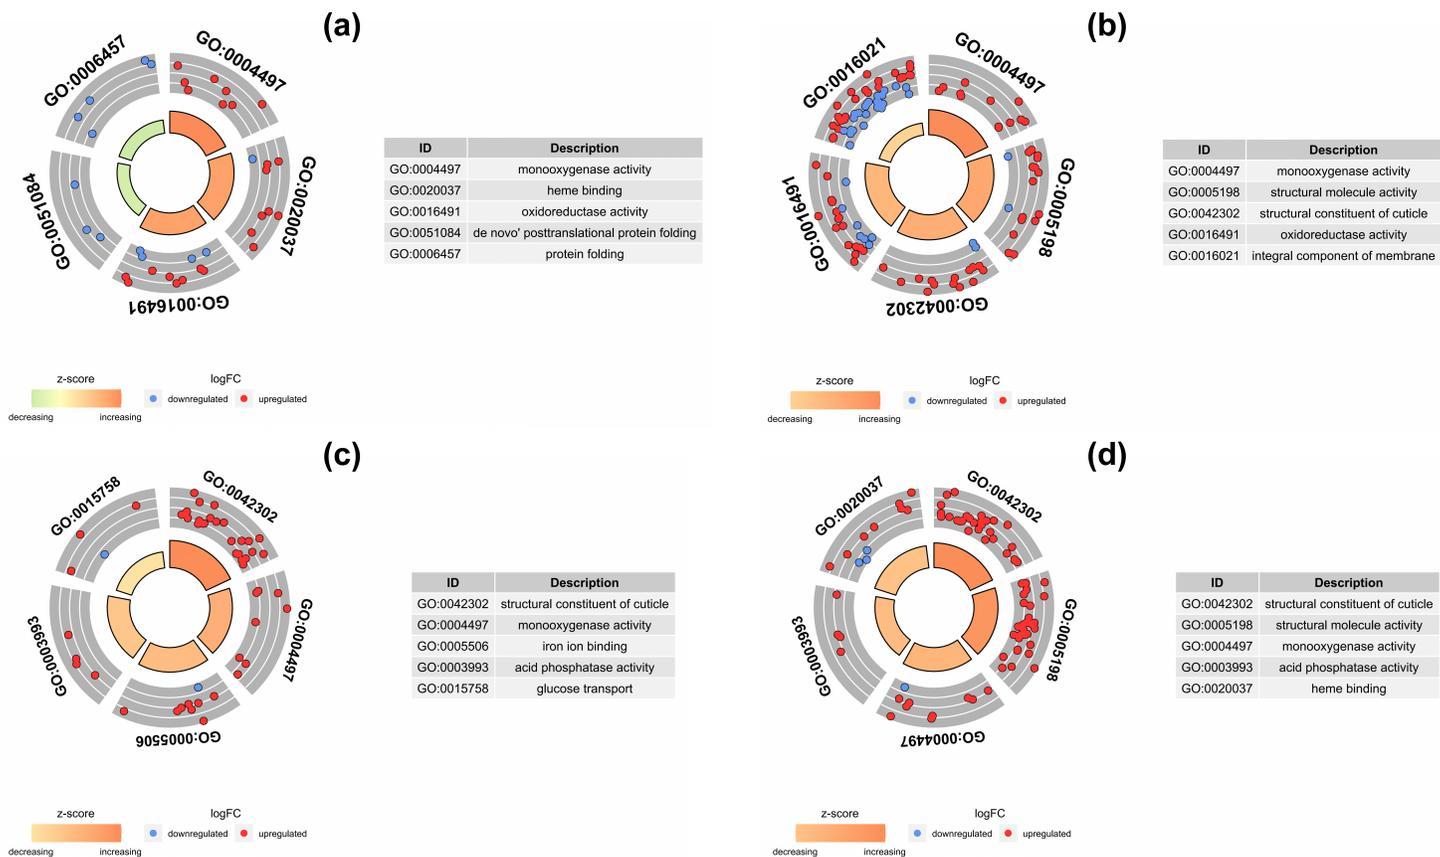 (a)
GO:0006457
GO:0004497
GO:0020037
GO:0016491
GO:0051084
ID Description
GO:0004497 monooxygenase activity
GO:0020037 heme binding
GO:0016491 oxidoreductase activity
GO:0051084 de novo' posttranslational protein folding
GO:0006457 protein folding
z-score
decreasing increasing
logFC
downregulated upregulated
(b)
GO:0016021
GO:0004497
GO:0005198
GO:0042302
GO:0016491
ID Description
GO:0004497 monooxygenase activity
GO:0005198 structural molecule activity
GO:0042302 structural constituent of cuticle
GO:0016491 oxidoreductase activity
GO:0016021 integral component of membrane
z-score
decreasing increasing
logFC
downregulated upregulated
(c)
GO:0015758
GO:0042302
GO:0004497
GO:0005506
GO:0003993
ID Description
GO:0042302 structural constituent of cuticle
GO:0004497 monooxygenase activity
GO:0005506 iron ion binding
GO:0003993 acid phosphatase activity
GO:0015758 glucose transport
z-score
decreasing increasing
logFC
downregulated upregulated
(d)
GO:0020037
GO:0042302
GO:0005198
GO:0004497
GO:0003993
ID Description
GO:0042302 structural constituent of cuticle
GO:0005198 structural molecule activity
GO:0004497 monooxygenase activity
GO:0003993 acid phosphatase activity
GO:0020037 heme binding
z-score
decreasing increasing
logFC
downregulated upregulated